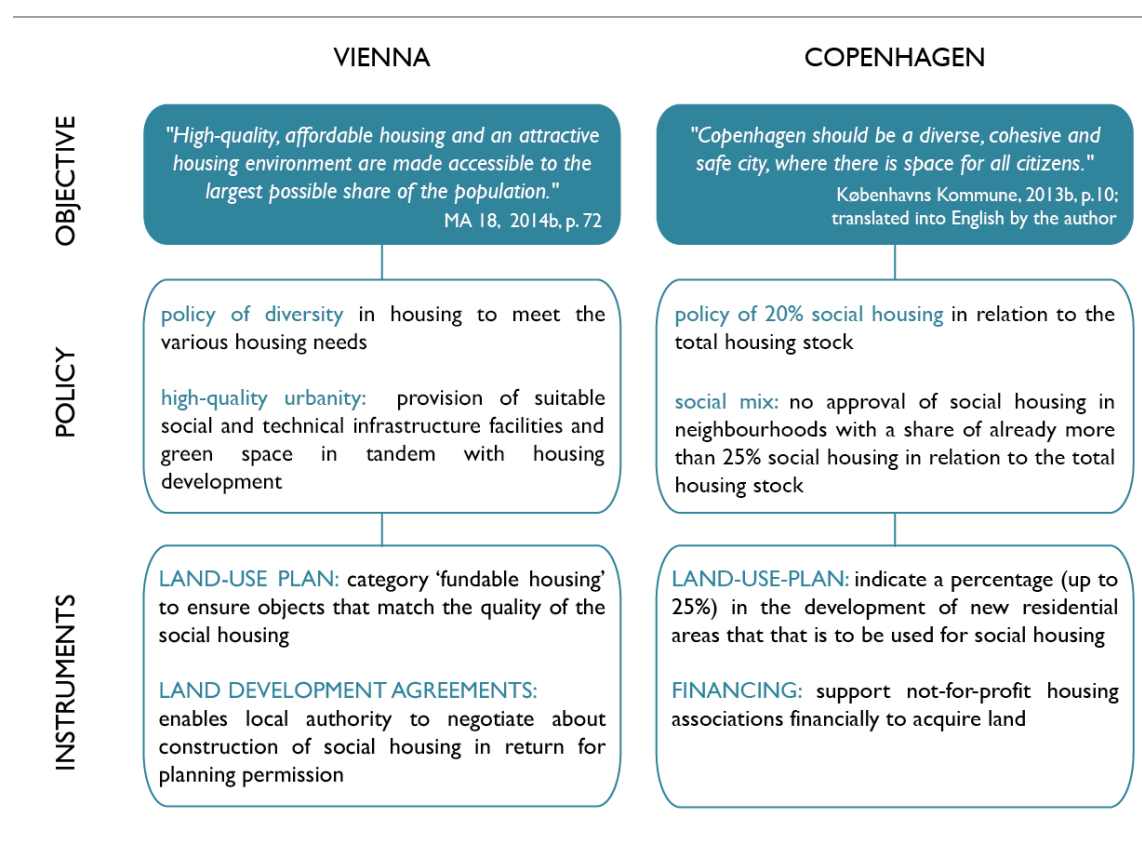 VIENNA
COPENHAGEN
OBJECTIVE
"High-quality, affordable housing and an attractive
housing environment are made accessible to the
largest possible share of the population."
MA 18, 2014b, p. 72
"Copenhagen should be a diverse, cohesive and
safe city, where there is space for all citizens."
Københavns Kommune, 2013b, p.10;
translated into English by the author
POLICY
policy of diversity in housing to meet the
various housing needs
high-quality urbanity: provision of suitable
social and technical infrastructure facilities and
green space in tandem with housing
development
policy of 20% social housing in relation to the
total housing stock
social mix: no approval of social housing in
neighbourhoods with a share of already more
than 25% social housing in relation to the total
housing stock
INSTRUMENTS
LAND-USE PLAN: category ‘fundable housing’
to ensure objects that match the quality of the
social housing
LAND DEVELOPMENT AGREEMENTS:
enables local authority to negotiate about
construction of social housing in return for
planning permission
LAND-USE-PLAN: indicate a percentage (up to
25%) in the development of new residential
areas that that is to be used for social housing
FINANCING: support not-for-profit housing
associations financially to acquire land